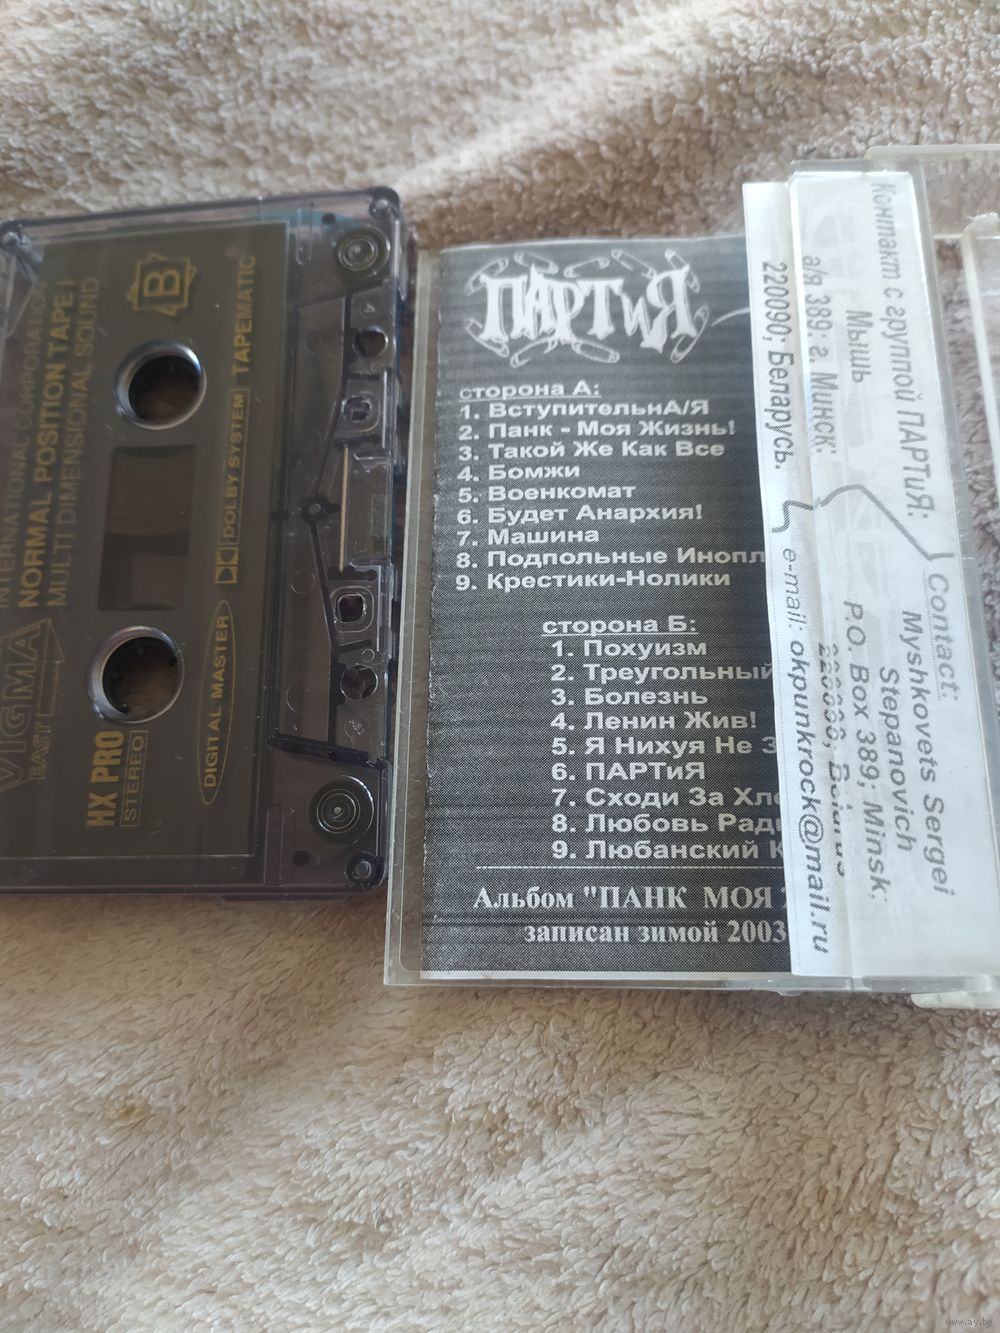 INTERNATIONAL CORPORATION
NORMAL POSITION TAPE I
MULTI DIMENSIONAL SOUND
B
VIGMA
EAST
HX PRO
STEREO
DIGITAL MASTER
DOLBY SYSTEM
TAPEMATIC
ПАРТиЯ
сторона А:
1. ВступительнА/Я
2. Панк - Моя Жизнь!
3. Такой Же Как Все
4. Бомжи
5. Военкомат
6. Будет Анархия!
7. Машина
8. Подпольные Инопл
9. Крестики-Нолики
сторона Б:
1. Похуизм
2. Треугольный
3. Болезнь
4. Ленин Жив!
5. Я Нихуя Не З
6. ПАРТиЯ
7. Сходи За Хле
8. Любовь Ради
9. Любанский К
Альбом "ПАНК МОЯ
записан зимой 2003
Контакт с группой ПАРТиЯ:
Мышь
а/я 389; г. Минск;
220090; Беларусь.
Contact:
Myshkovets Sergei
Stepanovich
P.O. Box 389; Minsk;
Belarus
e-mail: okpunkrock@mail.ru
www.ay.by